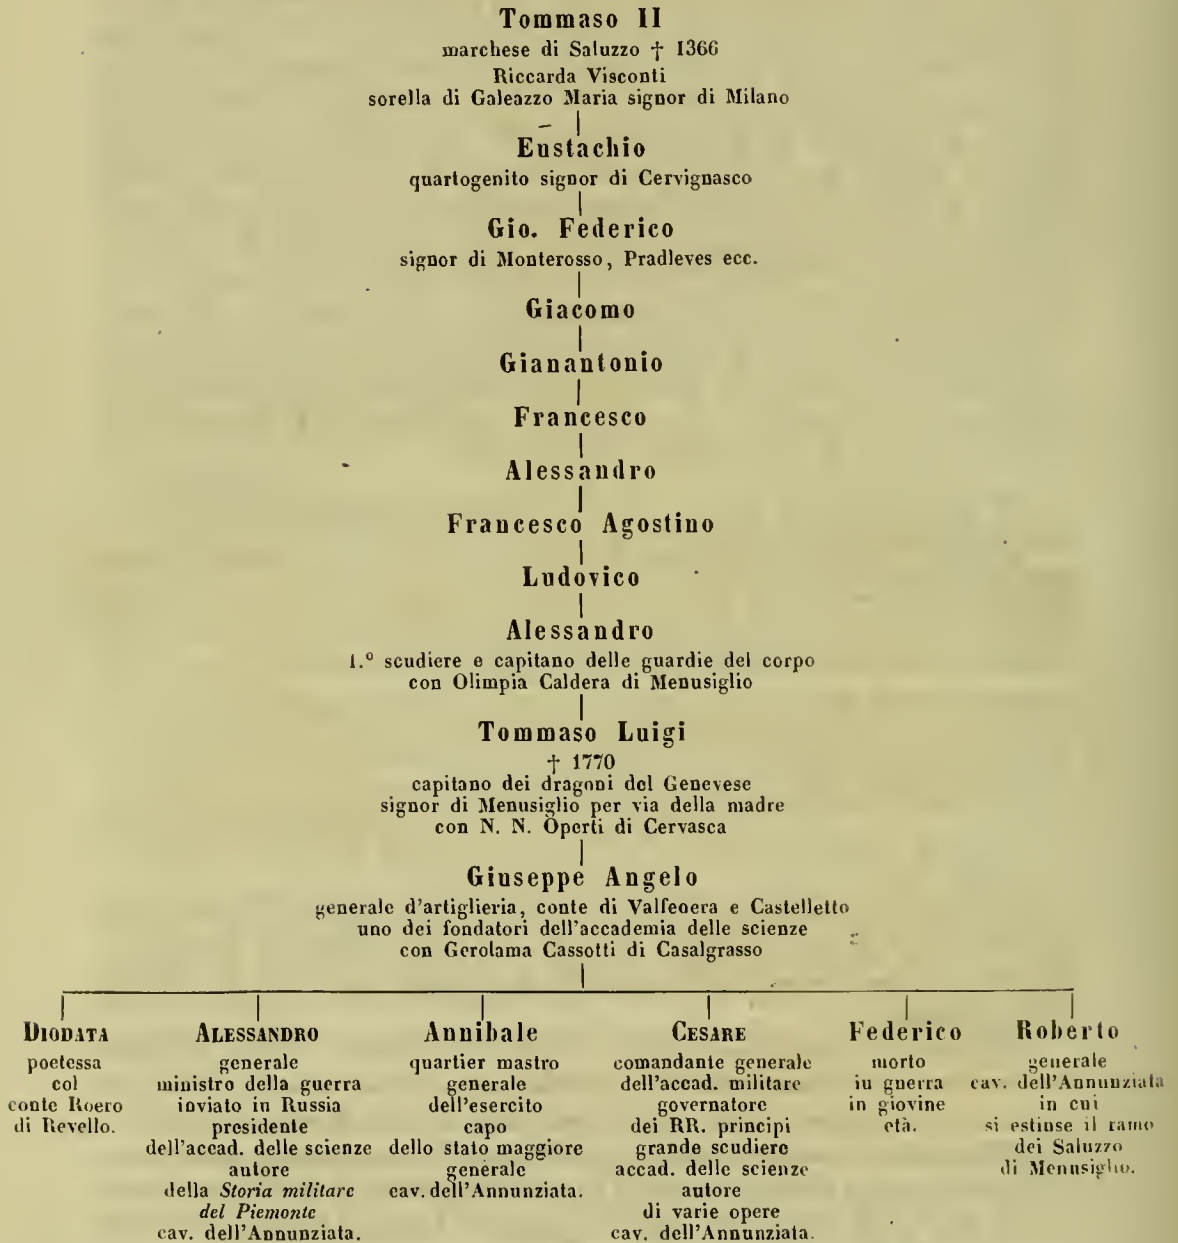 Tommaso II
marchese di Saluzzo † 1366
Riccarda Visconti
sorella di Galeazzo Maria signor di Milano
Eustachio
quartogenito signor di Cervignasco
Gio. Federico
signor di Monterosso, Pradleves ecc.
Giacomo
Gianantonio
Francesco
Alessandro
Francesco Agostino
Ludovico
Alessandro
1.º scudiere e capitano delle guardie del corpo
con Olimpia Caldera di Menusiglio
Tommaso Luigi
† 1770
capitano dei dragoni del Genevese
signor di Menusiglio per via della madre
con N. N. Operti di Cervasca
Giuseppe Angelo
generale d'artiglieria, conte di Valfenera e Castelletto
uno dei fondatori dell'accademia delle scienze
con Gerolama Cassotti di Casalgrasso
DIODATA
poetessa
col
conte Roero
di Revello.
ALESSANDRO
generale
ministro della guerra
inviato in Russia
presidente
dell'accad. delle scienze
autore
della Storia militare
del Piemonte
cav. dell'Annunziata.
Annibale
quartier mastro
generale
dell'esercito
capo
dello stato maggiore
generale
cav. dell'Annunziata.
CESARE
comandante generale
dell'accad. militare
governatore
dei RR. principi
grande scudiere
accad. delle scienze
autore
di varie opere
cav. dell'Annunziata.
Federico
morto
in guerra
in giovine
età.
Roberto
generale
cav. dell'Annunziata
in cui
si estinse il ramo
dei Saluzzo
di Menusiglio.